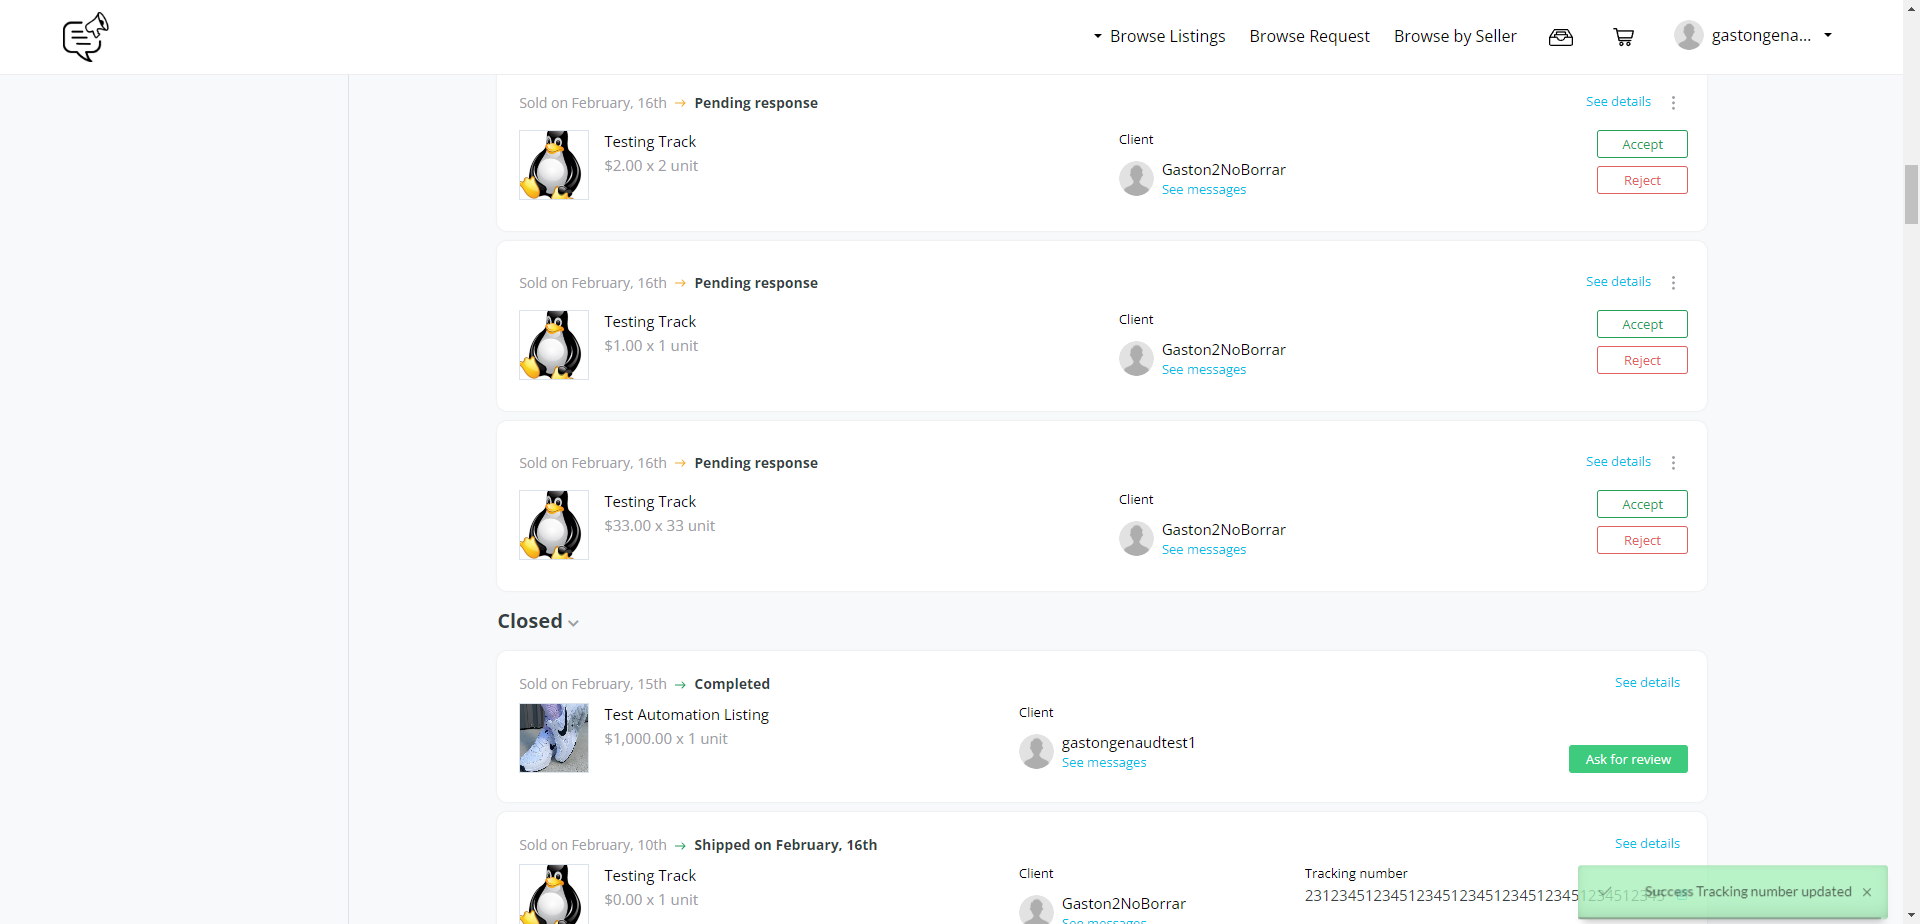 Browse Listings Browse Request Browse by Seller gastongena...
Sold on February, 16th → Pending response See details
Testing Track Client Accept
$2.00 x 2 unit Gaston2NoBorrar Reject
See messages
Sold on February, 16th → Pending response See details
Testing Track Client Accept
$1.00 x 1 unit Gaston2NoBorrar Reject
See messages
Sold on February, 16th → Pending response See details
Testing Track Client Accept
$33.00 x 33 unit Gaston2NoBorrar Reject
See messages
Closed
Sold on February, 15th → Completed See details
Test Automation Listing Client
$1,000.00 x 1 unit gastongenaudtest1
See messages Ask for review
Sold on February, 10th → Shipped on February, 16th See details
Testing Track Client Tracking number
$0.00 x 1 unit Gaston2NoBorrar
See messages
Success Tracking number updated ×